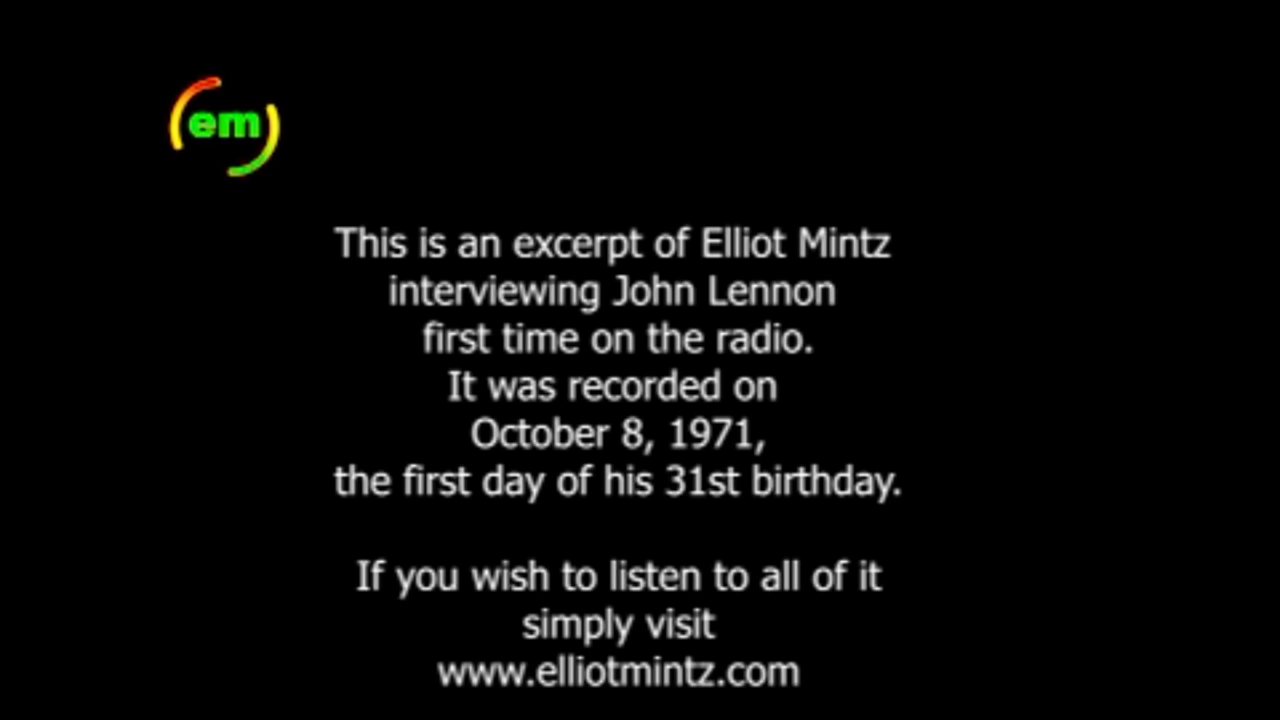 em
This is an excerpt of Elliot Mintz
interviewing John Lennon
first time on the radio.
It was recorded on
October 8, 1971,
the first day of his 31st birthday.
If you wish to listen to all of it
simply visit
www.elliotmintz.com